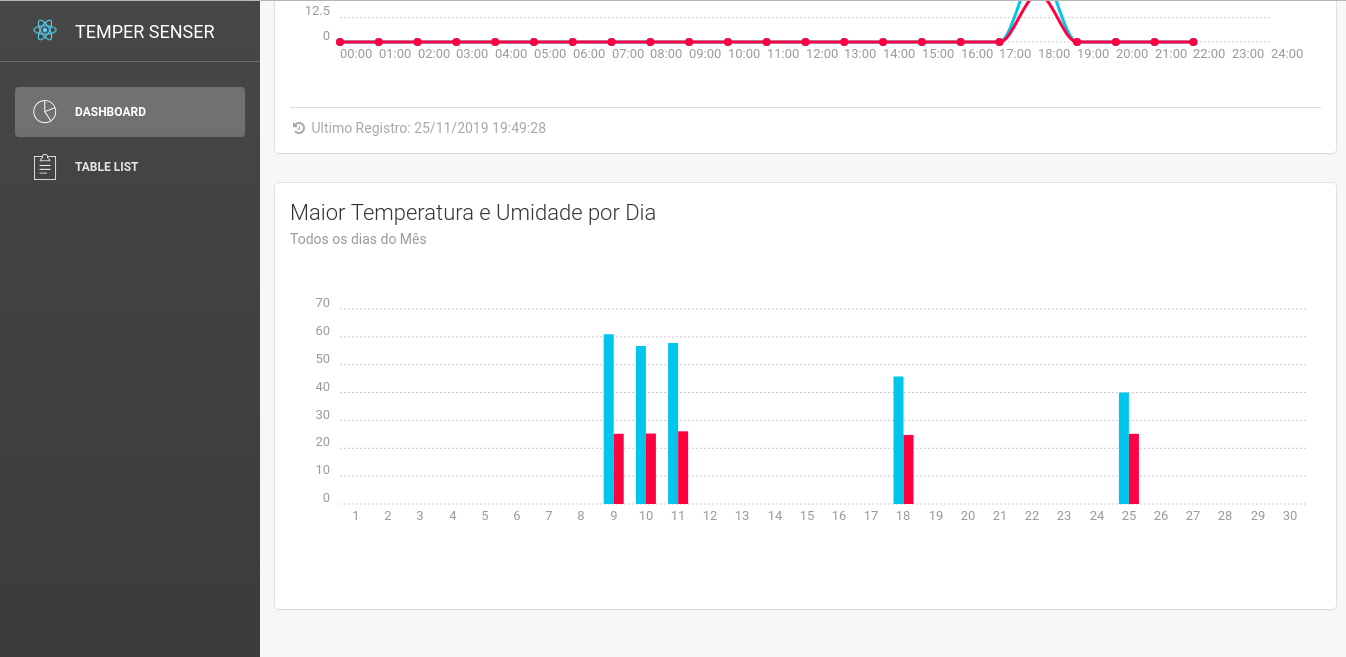 TEMPER SENSER
DASHBOARD
TABLE LIST
12.5
0
00:00 01:00 02:00 03:00 04:00 05:00 06:00 07:00 08:00 09:00 10:00 11:00 12:00 13:00 14:00 15:00 16:00 17:00 18:00 19:00 20:00 21:00 22:00 23:00 24:00
Ultimo Registro: 25/11/2019 19:49:28
Maior Temperatura e Umidade por Dia
Todos os dias do Mês
70
60
50
40
30
20
10
0
1 2 3 4 5 6 7 8 9 10 11 12 13 14 15 16 17 18 19 20 21 22 23 24 25 26 27 28 29 30